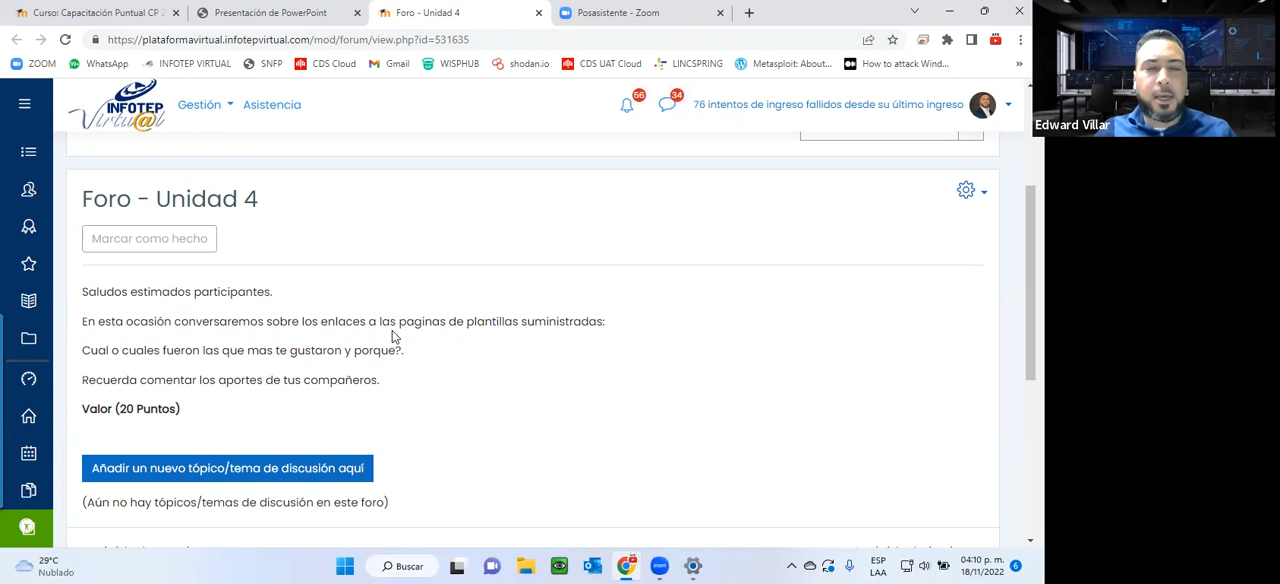 Curso: Capacitación Puntual CP 2
Presentación de PowerPoint
Foro - Unidad 4
Posasistente - Zoom
https://plataformavirtual.infotepvirtual.com/mod/forum/view.php?id=531635
ZOOM
WhatsApp
INFOTEP VIRTUAL
SNFP
CDS Cloud
Gmail
WISPHUB
shodan.io
CDS UAT Cloud
LINCSPRING
Metasploit: About...
How to attack Wind...
INFOTEP
Virtual
Gestión
Asistencia
56
34
76 intentos de ingreso fallidos desde su último ingreso
Edward Villar
Foro - Unidad 4
Marcar como hecho
Saludos estimados participantes.
En esta ocasión conversaremos sobre los enlaces a las paginas de plantillas suministradas:
Cual o cuales fueron las que mas te gustaron y porque?.
Recuerda comentar los aportes de tus compañeros.
Valor (20 Puntos)
Añadir un nuevo tópico/tema de discusión aquí
(Aún no hay tópicos/temas de discusión en este foro)
29°C
Nublado
Buscar
zoom
ESP
LAA
04:10 p. m.
18/11/2022
6